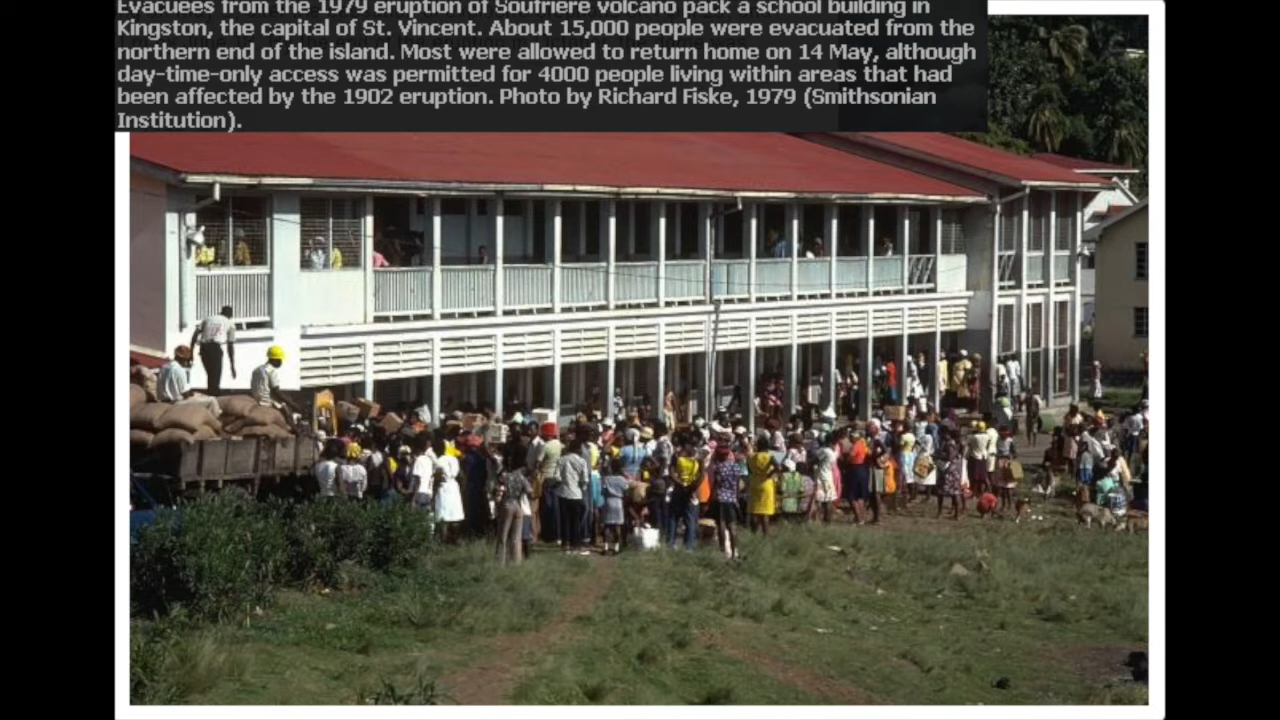 Evacuees from the 1979 eruption of Soufriere volcano pack a school building in
Kingston, the capital of St. Vincent. About 15,000 people were evacuated from the
northern end of the island. Most were allowed to return home on 14 May, although
day-time-only access was permitted for 4000 people living within areas that had
been affected by the 1902 eruption. Photo by Richard Fiske, 1979 (Smithsonian
Institution).